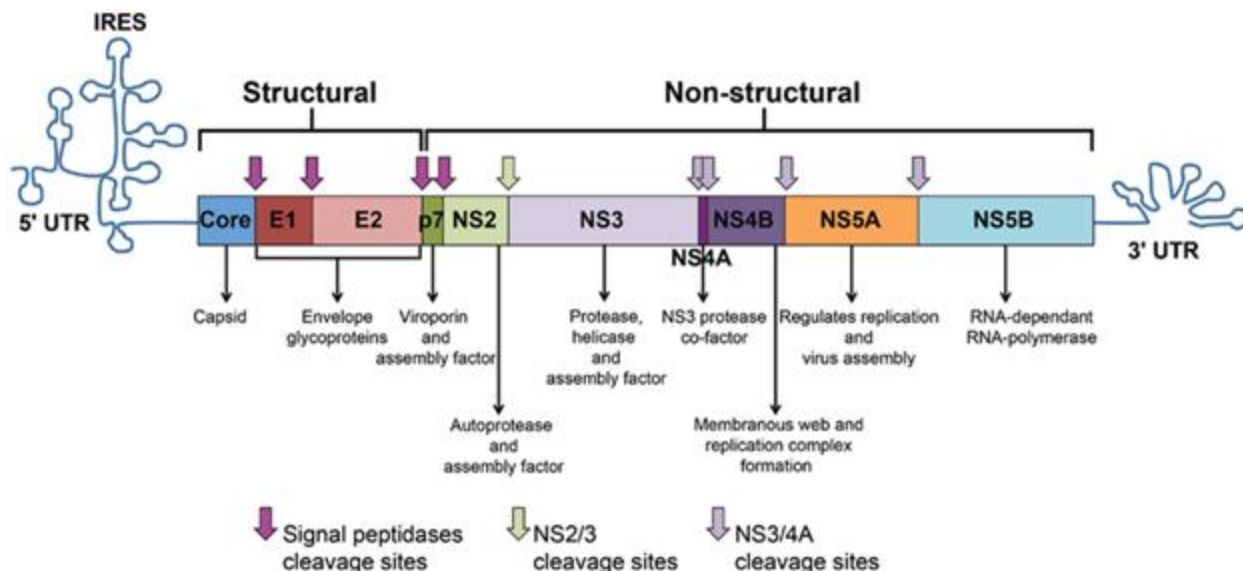 IRES
Structural
Non-structural
5' UTR
Core
E1
E2
p7
NS2
NS3
NS4A
NS4B
NS5A
NS5B
3' UTR
Capsid
Envelope
glycoproteins
Viroporin
and
assembly factor
Autoprotease
and
assembly factor
Protease,
helicase
and
assembly factor
NS3 protease
co-factor
Membranous web and
replication complex
formation
Regulates replication
and
virus assembly
RNA-dependant
RNA-polymerase
Signal peptidases
cleavage sites
NS2/3
cleavage sites
NS3/4A
cleavage sites